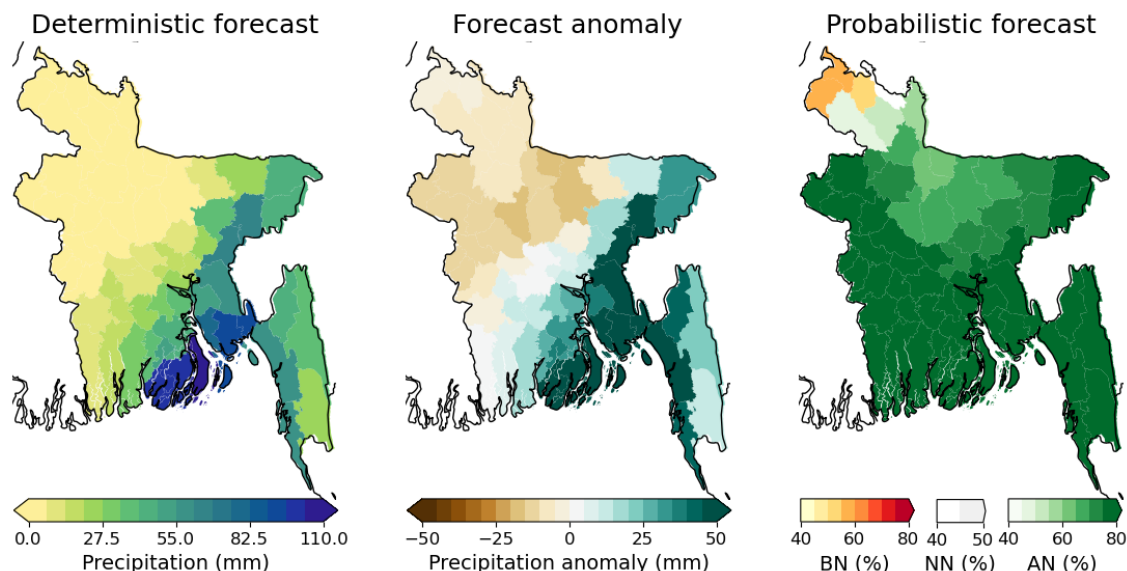 Deterministic forecast
Forecast anomaly
Probabilistic forecast
0.0 27.5 55.0 82.5 110.0
Precipitation (mm)
−50 −25 0 25 50
Precipitation anomaly (mm)
40 60 80
BN (%)
40 50
NN (%)
40 60 80
AN (%)